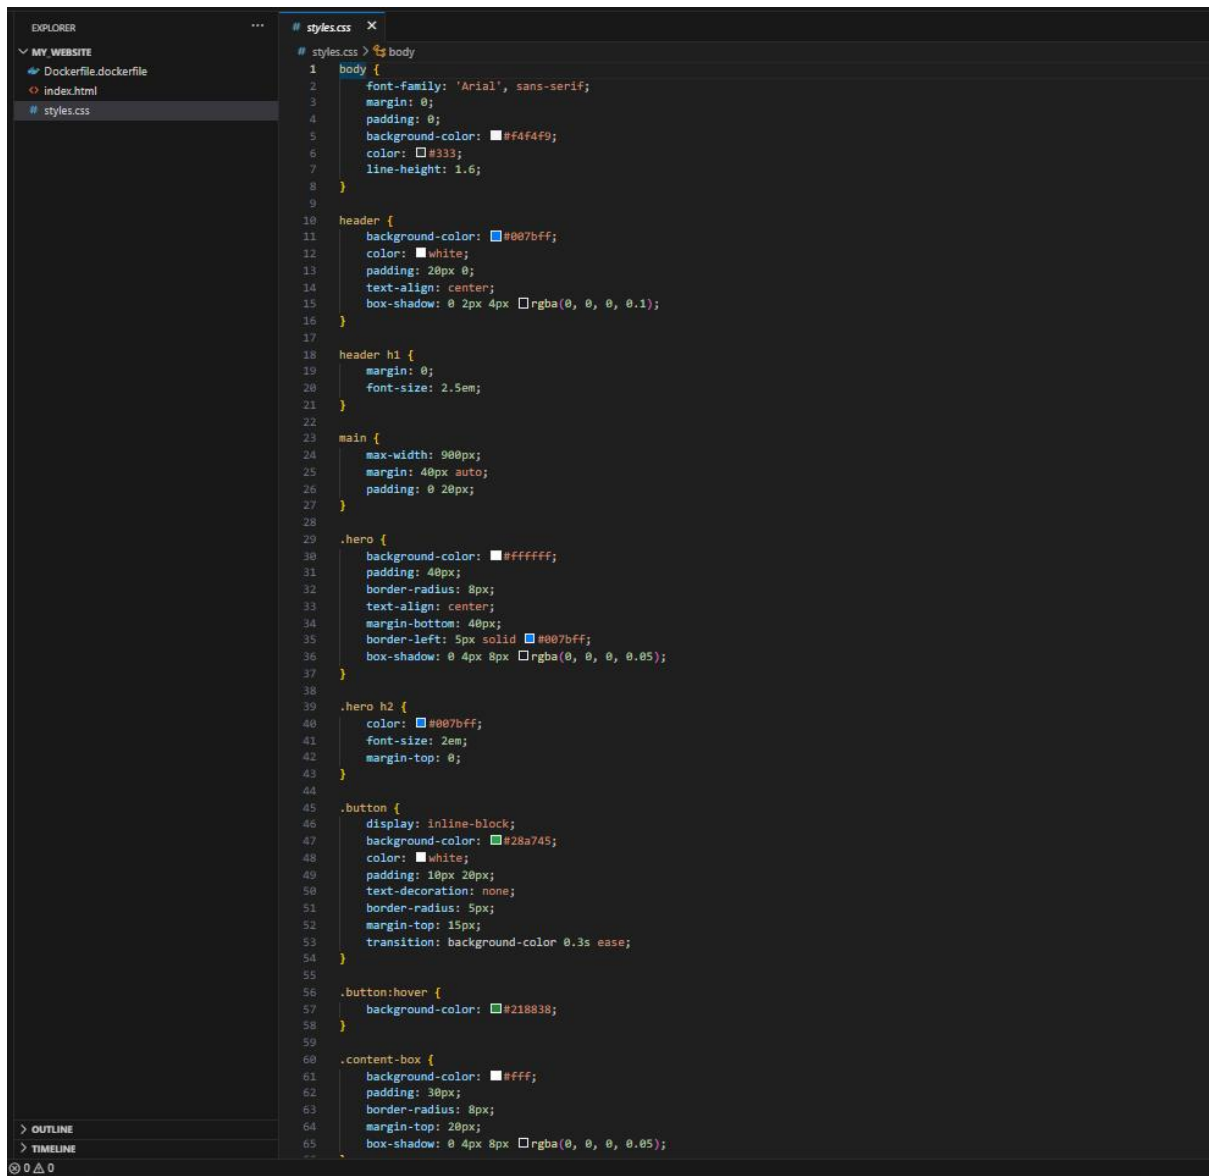 EXPLORER
MY_WEBSITE
Dockerfile.dockerfile
index.html
styles.css
OUTLINE
TIMELINE
0 0
# styles.css
# styles.css > body
1 body {
2 font-family: 'Arial', sans-serif;
3 margin: 0;
4 padding: 0;
5 background-color: #f4f4f9;
6 color: #333;
7 line-height: 1.6;
8 }
9
10 header {
11 background-color: #007bff;
12 color: white;
13 padding: 20px 0;
14 text-align: center;
15 box-shadow: 0 2px 4px rgba(0, 0, 0, 0.1);
16 }
17
18 header h1 {
19 margin: 0;
20 font-size: 2.5em;
21 }
22
23 main {
24 max-width: 900px;
25 margin: 40px auto;
26 padding: 0 20px;
27 }
28
29 .hero {
30 background-color: #ffffff;
31 padding: 40px;
32 border-radius: 8px;
33 text-align: center;
34 margin-bottom: 40px;
35 border-left: 5px solid #007bff;
36 box-shadow: 0 4px 8px rgba(0, 0, 0, 0.05);
37 }
38
39 .hero h2 {
40 color: #007bff;
41 font-size: 2em;
42 margin-top: 0;
43 }
44
45 .button {
46 display: inline-block;
47 background-color: #28a745;
48 color: white;
49 padding: 10px 20px;
50 text-decoration: none;
51 border-radius: 5px;
52 margin-top: 15px;
53 transition: background-color 0.3s ease;
54 }
55
56 .button:hover {
57 background-color: #218838;
58 }
59
60 .content-box {
61 background-color: #fff;
62 padding: 30px;
63 border-radius: 8px;
64 margin-top: 20px;
65 box-shadow: 0 4px 8px rgba(0, 0, 0, 0.05);